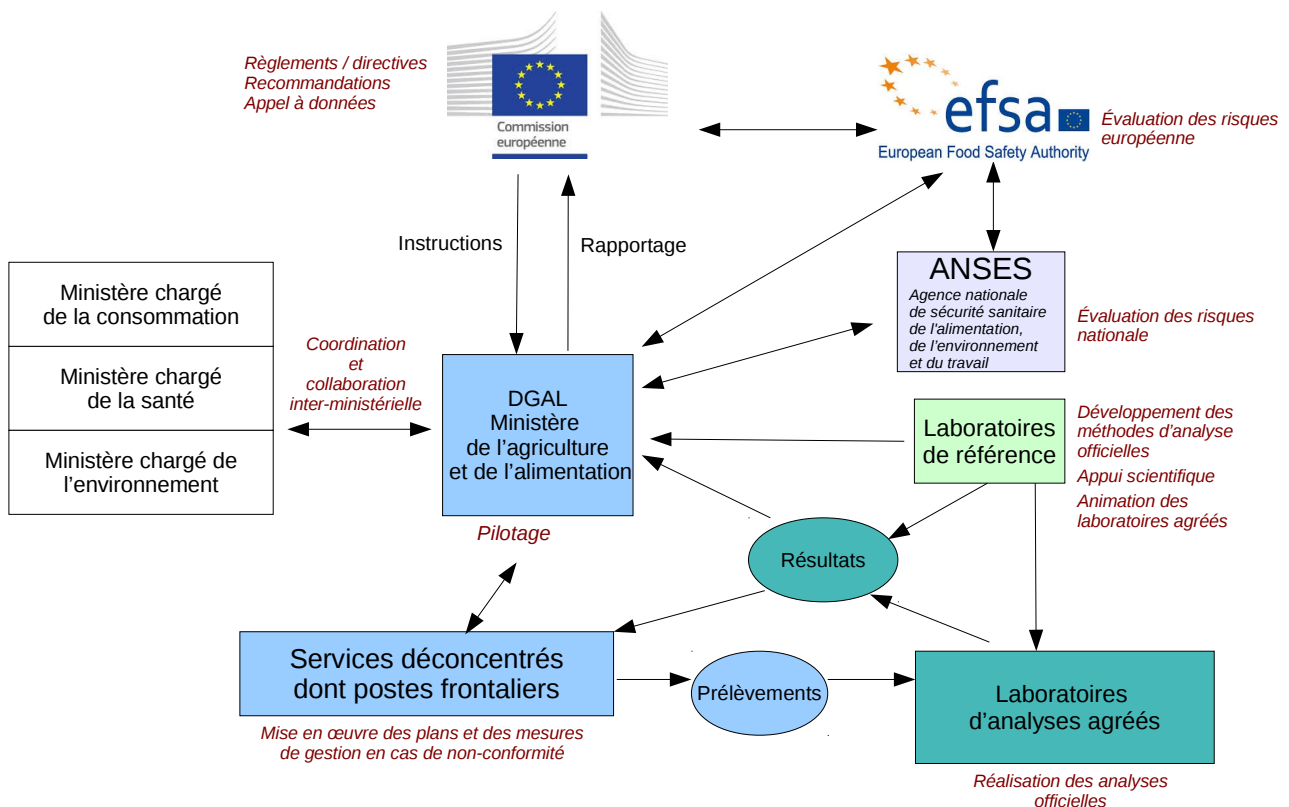 Règlements / directives
Recommandations
Appel à données
Commission
européenne
efsa
European Food Safety Authority
Évaluation des risques
européenne
Instructions
Rapportage
ANSES
Agence nationale
de sécurité sanitaire
de l'alimentation,
de l'environnement
et du travail
Évaluation des risques
nationale
Ministère chargé
de la consommation
Ministère chargé
de la santé
Ministère chargé de
l'environnement
Coordination
et
collaboration
inter-ministérielle
DGAL
Ministère
de l'agriculture
et de l'alimentation
Pilotage
Laboratoires
de référence
Développement des
méthodes d'analyse
officielles
Appui scientifique
Animation des
laboratoires agréés
Résultats
Services déconcentrés
dont postes frontaliers
Mise en œuvre des plans et des mesures
de gestion en cas de non-conformité
Prélèvements
Laboratoires
d'analyses agréés
Réalisation des analyses
officielles